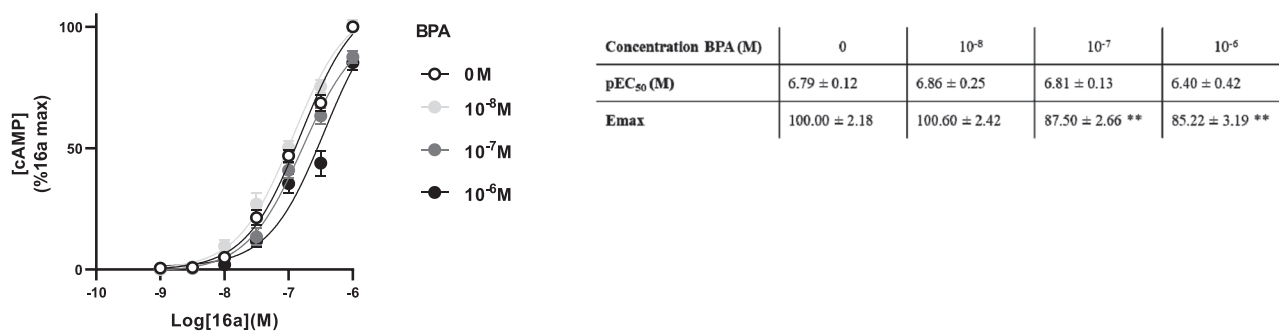 [cAMP]
(%16a max)
100
50
0
-10 -9 -8 -7 -6
Log[16a](M)
BPA
0 M
10⁻⁸M
10⁻⁷M
10⁻⁶M
Concentration BPA (M) 0 10⁻⁸ 10⁻⁷ 10⁻⁶
pEC₅₀ (M) 6.79 ± 0.12 6.86 ± 0.25 6.81 ± 0.13 6.40 ± 0.42
Emax 100.00 ± 2.18 100.60 ± 2.42 87.50 ± 2.66 ** 85.22 ± 3.19 **